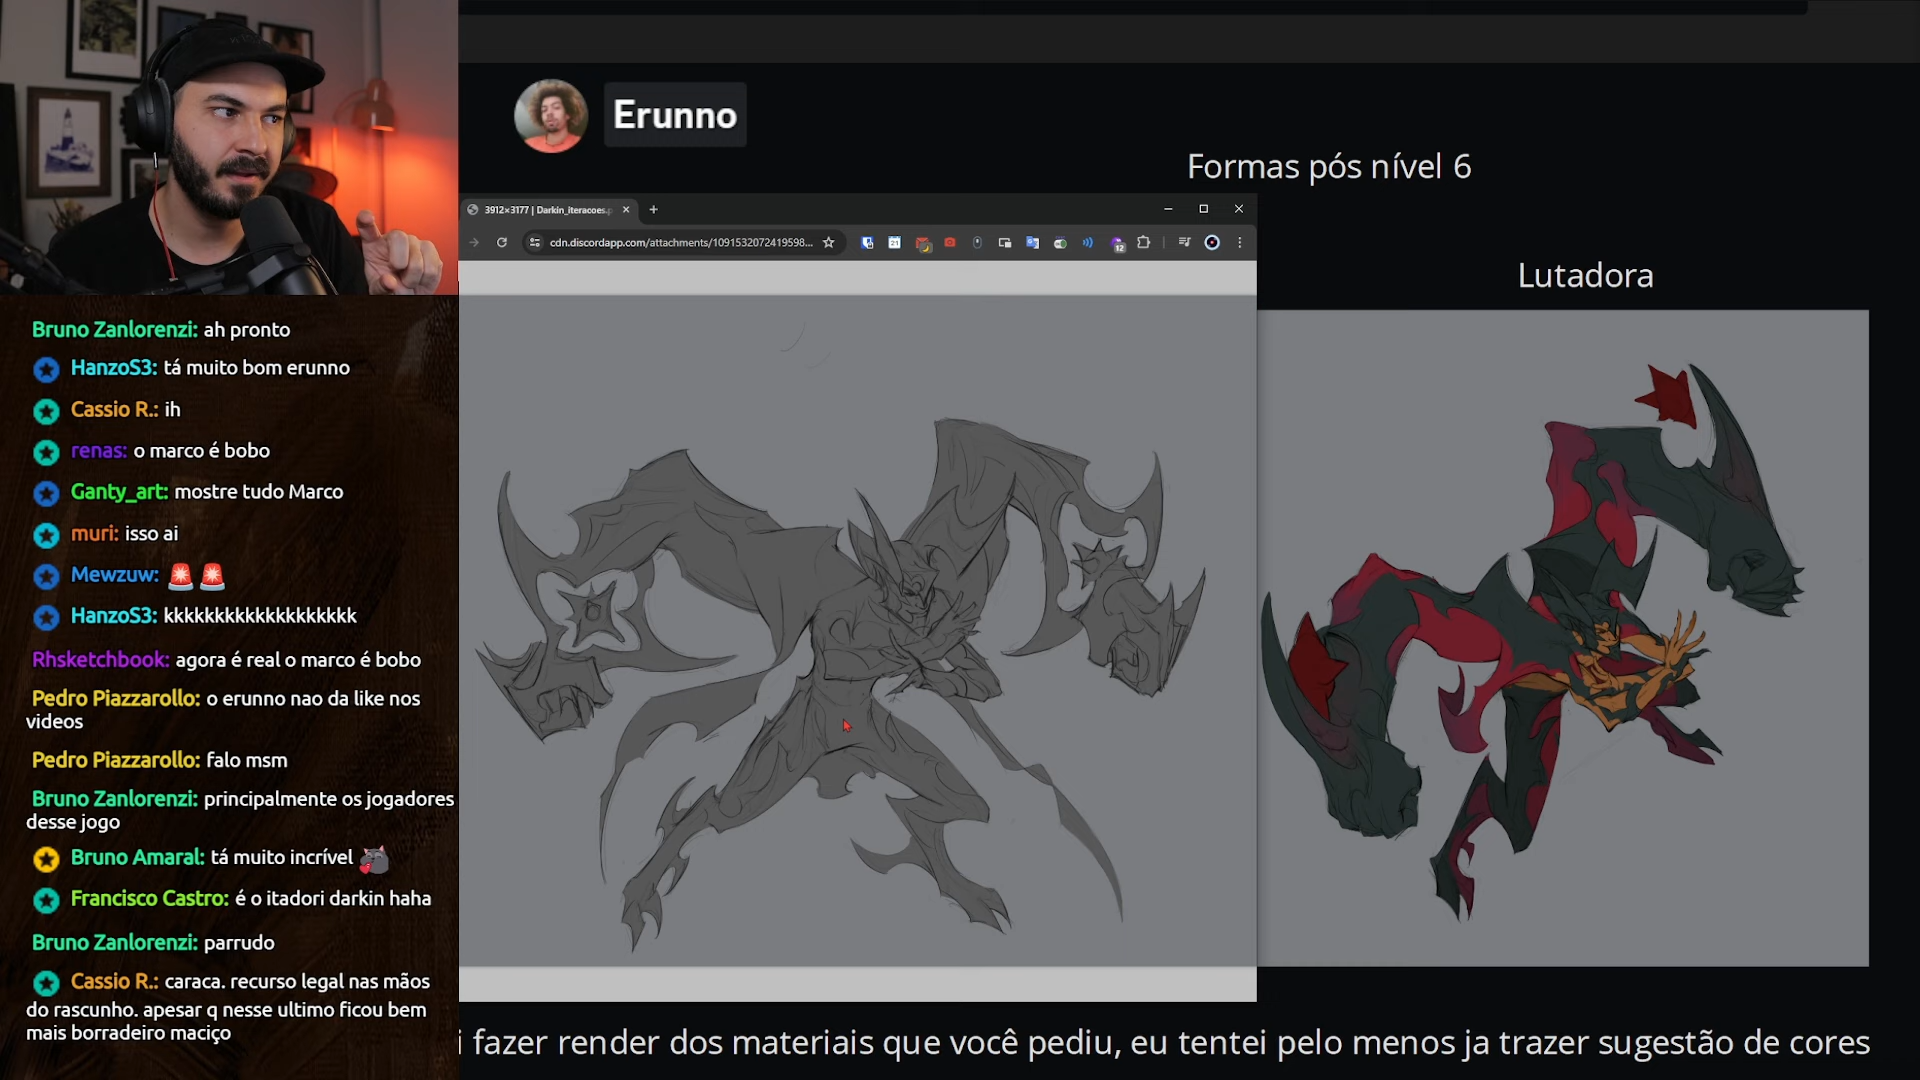 Erunno
Formas pós nível 6
3912×3177 | Darkin_iteracoes.p
cdn.discordapp.com/attachments/1091532072419598...
21
12
Lutadora
Bruno Zanlorenzi: ah pronto
HanzoS3: tá muito bom erunno
Cassio R.: ih
renas: o marco é bobo
Ganty_art: mostre tudo Marco
muri: isso ai
Mewzuw: 🚨 🚨
HanzoS3: kkkkkkkkkkkkkkkkkkk
Rhsketchbook: agora é real o marco é bobo
Pedro Piazzarollo: o erunno nao da like nos
videos
Pedro Piazzarollo: falo msm
Bruno Zanlorenzi: principalmente os jogadores
desse jogo
Bruno Amaral: tá muito incrível
Francisco Castro: é o itadori darkin haha
Bruno Zanlorenzi: parrudo
Cassio R.: caraca. recurso legal nas mãos
do rascunho. apesar q nesse ultimo ficou bem
mais borradeiro maciço
i fazer render dos materiais que você pediu, eu tentei pelo menos ja trazer sugestão de cores